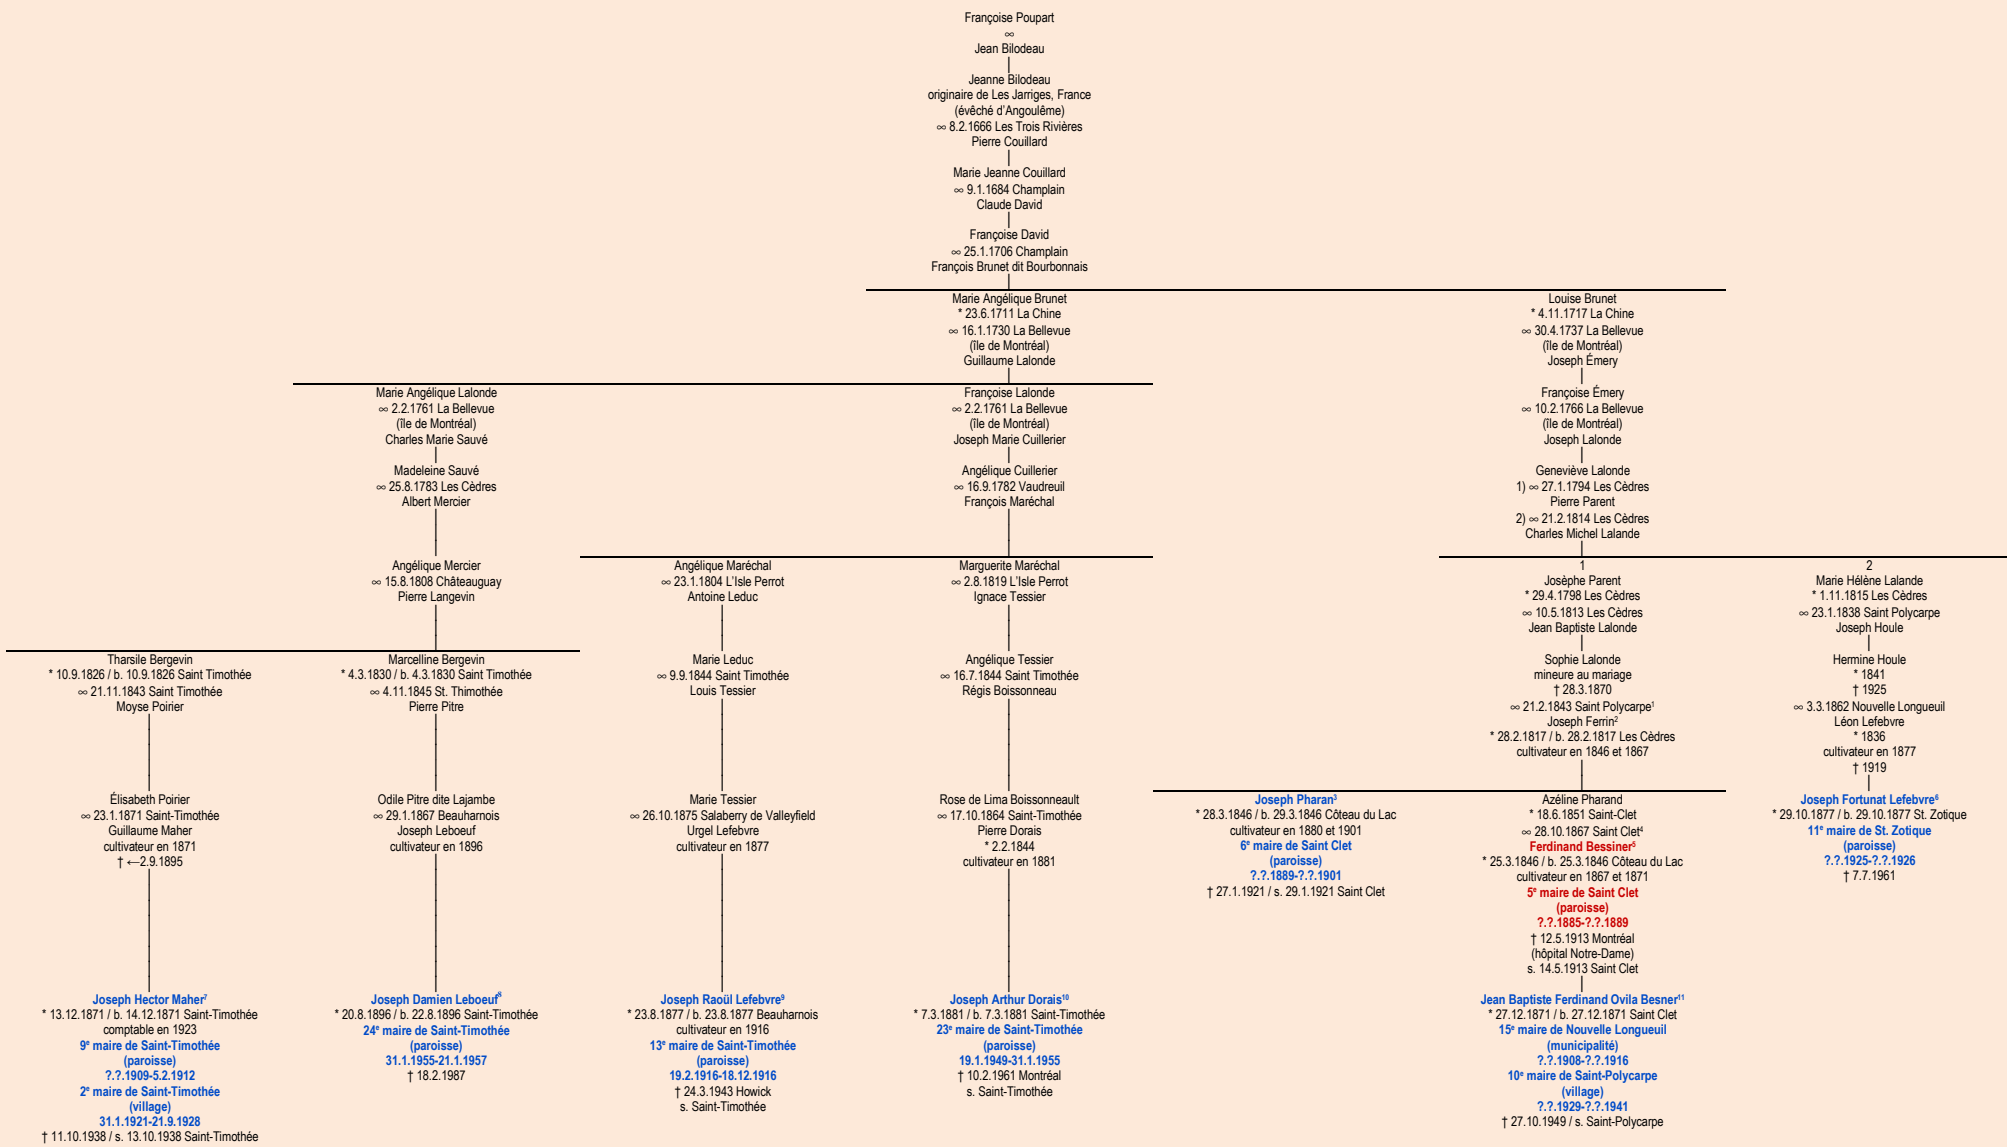 Françoise Poupart
∞
Jean Bilodeau
Jeanne Bilodeau
originaire de Les Jarriges, France
(évêché d'Angoulême)
∞ 8.2.1666 Les Trois Rivières
Pierre Couillard
Marie Jeanne Couillard
∞ 9.1.1684 Champlain
Claude David
Françoise David
∞ 25.1.1706 Champlain
François Brunet dit Bourbonnais
Marie Angélique Brunet
* 23.6.1711 La Chine
∞ 16.1.1730 La Bellevue
(île de Montréal)
Guillaume Lalonde
Louise Brunet
* 4.11.1717 La Chine
∞ 30.4.1737 La Bellevue
(île de Montréal)
Joseph Émery
Marie Angélique Lalonde
∞ 2.2.1761 La Bellevue
(île de Montréal)
Charles Marie Sauvé
Françoise Lalonde
∞ 2.2.1761 La Bellevue
(île de Montréal)
Joseph Marie Cuillerier
Françoise Émery
∞ 10.2.1766 La Bellevue
(île de Montréal)
Joseph Lalonde
Madeleine Sauvé
∞ 25.8.1783 Les Cèdres
Albert Mercier
Angélique Cuillerier
∞ 16.9.1782 Vaudreuil
François Maréchal
Geneviève Lalonde
1) ∞ 27.1.1794 Les Cèdres
Pierre Parent
2) ∞ 21.2.1814 Les Cèdres
Charles Michel Lalande
Angélique Mercier
∞ 15.8.1808 Châteauguay
Pierre Langevin
Angélique Maréchal
∞ 23.1.1804 L'Isle Perrot
Antoine Leduc
Marguerite Maréchal
∞ 2.8.1819 L'Isle Perrot
Ignace Tessier
1
Josèphe Parent
* 29.4.1798 Les Cèdres
∞ 10.5.1813 Les Cèdres
Jean Baptiste Lalonde
2
Marie Hélène Lalande
* 1.11.1815 Les Cèdres
∞ 23.1.1838 Saint Polycarpe
Joseph Houle
Tharsile Bergevin
* 10.9.1826 / b. 10.9.1826 Saint Timothée
∞ 21.11.1843 Saint Timothée
Moyse Poirier
Marcelline Bergevin
* 4.3.1830 / b. 4.3.1830 Saint Timothée
∞ 4.11.1845 St. Thimothée
Pierre Pitre
Marie Leduc
∞ 9.9.1844 Saint Timothée
Louis Tessier
Angélique Tessier
∞ 16.7.1844 Saint Timothée
Régis Boissonneau
Sophie Lalonde
mineure au mariage
† 28.3.1870
∞ 21.2.1843 Saint Polycarpe¹
Joseph Ferrin²
* 28.2.1817 / b. 28.2.1817 Les Cèdres
cultivateur en 1846 et 1867
Hermine Houle
* 1841
† 1925
∞ 3.3.1862 Nouvelle Longueuil
Léon Lefebvre
* 1836
cultivateur en 1877
† 1919
Élisabeth Poirier
∞ 23.1.1871 Saint-Timothée
Guillaume Maher
cultivateur en 1871
† ←2.9.1895
Odile Pitre dite Lajambe
∞ 29.1.1867 Beauharnois
Joseph Leboeuf
cultivateur en 1896
Marie Tessier
∞ 26.10.1875 Salaberry de Valleyfield
Urgel Lefebvre
cultivateur en 1877
Rose de Lima Boissonneault
∞ 17.10.1864 Saint-Timothée
Pierre Dorais
* 2.2.1844
cultivateur en 1881
Joseph Pharan³
* 28.3.1846 / b. 29.3.1846 Côteau du Lac
cultivateur en 1880 et 1901
6ᵉ maire de Saint Clet
(paroisse)
?.?.1889-?.?.1901
† 27.1.1921 / s. 29.1.1921 Saint Clet
Azéline Pharand
* 18.6.1851 Saint-Clet
∞ 28.10.1867 Saint Clet⁴
Ferdinand Bessiner⁵
* 25.3.1846 / b. 25.3.1846 Côteau du Lac
cultivateur en 1867 et 1871
5ᵉ maire de Saint Clet
(paroisse)
?.?.1885-?.?.1889
† 12.5.1913 Montréal
(hôpital Notre-Dame)
s. 14.5.1913 Saint Clet
Joseph Fortunat Lefebvre⁶
* 29.10.1877 / b. 29.10.1877 St. Zotique
11ᵉ maire de St. Zotique
(paroisse)
?.?.1925-?.?.1926
† 7.7.1961
Joseph Hector Maher⁷
* 13.12.1871 / b. 14.12.1871 Saint-Timothée
comptable en 1923
9ᵉ maire de Saint-Timothée
(paroisse)
?.?.1909-5.2.1912
2ᵉ maire de Saint-Timothée
(village)
31.1.1921-21.9.1928
† 11.10.1938 / s. 13.10.1938 Saint-Timothée
Joseph Damien Leboeuf⁸
* 20.8.1896 / b. 22.8.1896 Saint-Timothée
24ᵉ maire de Saint-Timothée
(paroisse)
31.1.1955-21.1.1957
† 18.2.1987
Joseph Raoül Lefebvre⁹
* 23.8.1877 / b. 23.8.1877 Beauharnois
cultivateur en 1916
13ᵉ maire de Saint-Timothée
(paroisse)
19.2.1916-18.12.1916
† 24.3.1943 Howick
s. Saint-Timothée
Joseph Arthur Dorais¹⁰
* 7.3.1881 / b. 7.3.1881 Saint-Timothée
23ᵉ maire de Saint-Timothée
(paroisse)
19.1.1949-31.1.1955
† 10.2.1961 Montréal
s. Saint-Timothée
Jean Baptiste Ferdinand Ovila Besner¹¹
* 27.12.1871 / b. 27.12.1871 Saint Clet
15ᵉ maire de Nouvelle Longueuil
(municipalité)
?.?.1908-?.?.1916
10ᵉ maire de Saint-Polycarpe
(village)
?.?.1929-?.?.1941
† 27.10.1949 / s. Saint-Polycarpe